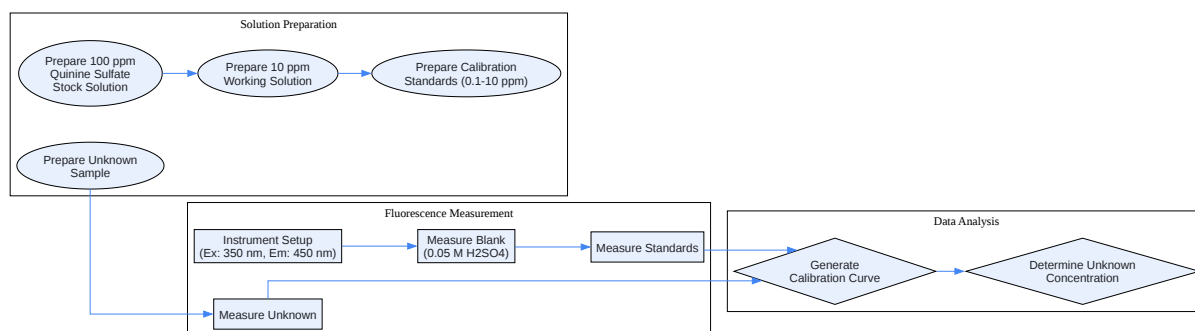 Solution Preparation
Prepare 100 ppm
Quinine Sulfate
Stock Solution
Prepare 10 ppm
Working Solution
Prepare Calibration
Standards (0.1-10 ppm)
Prepare Unknown
Sample
Fluorescence Measurement
Instrument Setup
(Ex: 350 nm, Em: 450 nm)
Measure Blank
(0.05 M H2SO4)
Measure Standards
Measure Unknown
Data Analysis
Generate
Calibration Curve
Determine Unknown
Concentration